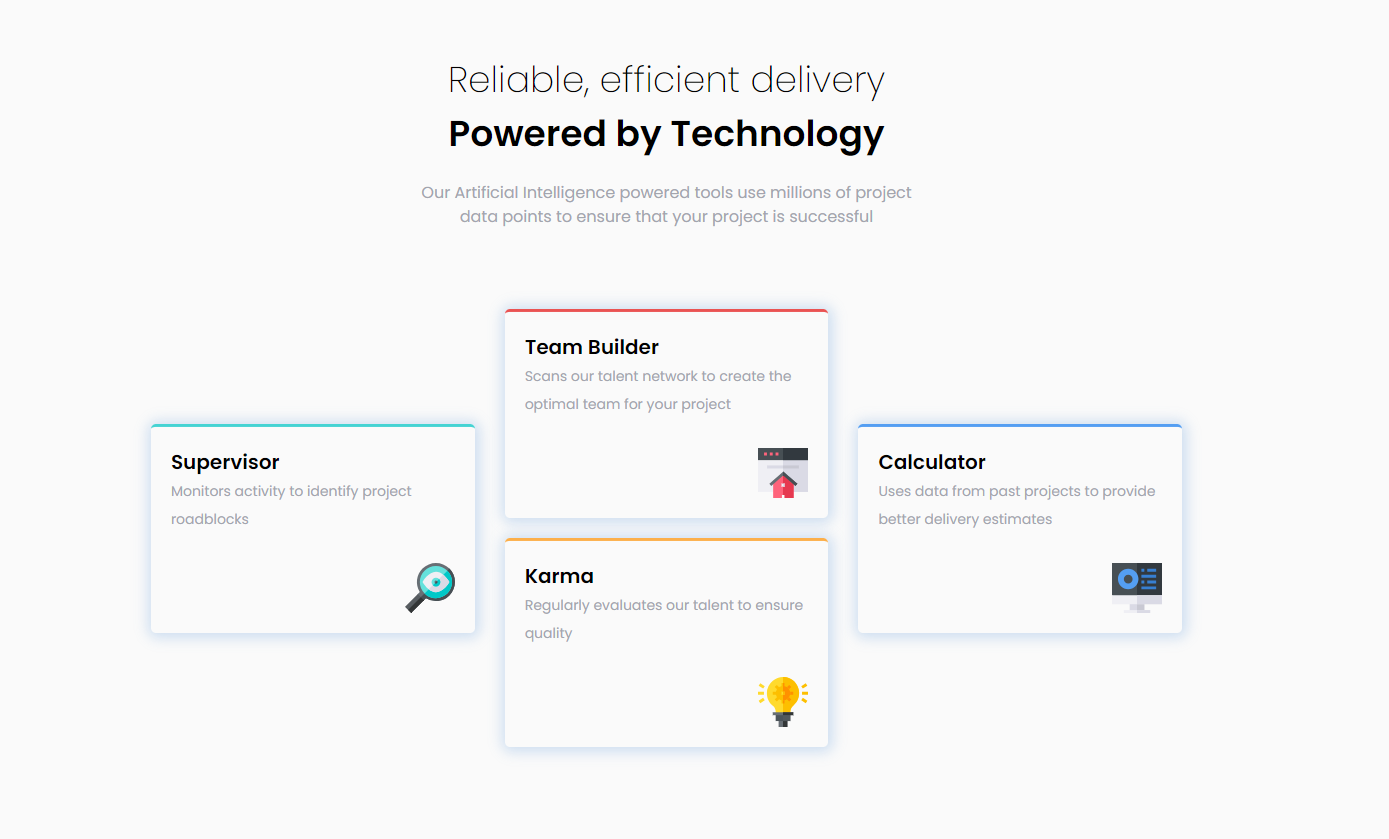 Reliable, efficient delivery
Powered by Technology
Our Artificial Intelligence powered tools use millions of project
data points to ensure that your project is successful
Team Builder
Scans our talent network to create the
optimal team for your project
Supervisor
Monitors activity to identify project
roadblocks
Calculator
Uses data from past projects to provide
better delivery estimates
Karma
Regularly evaluates our talent to ensure
quality